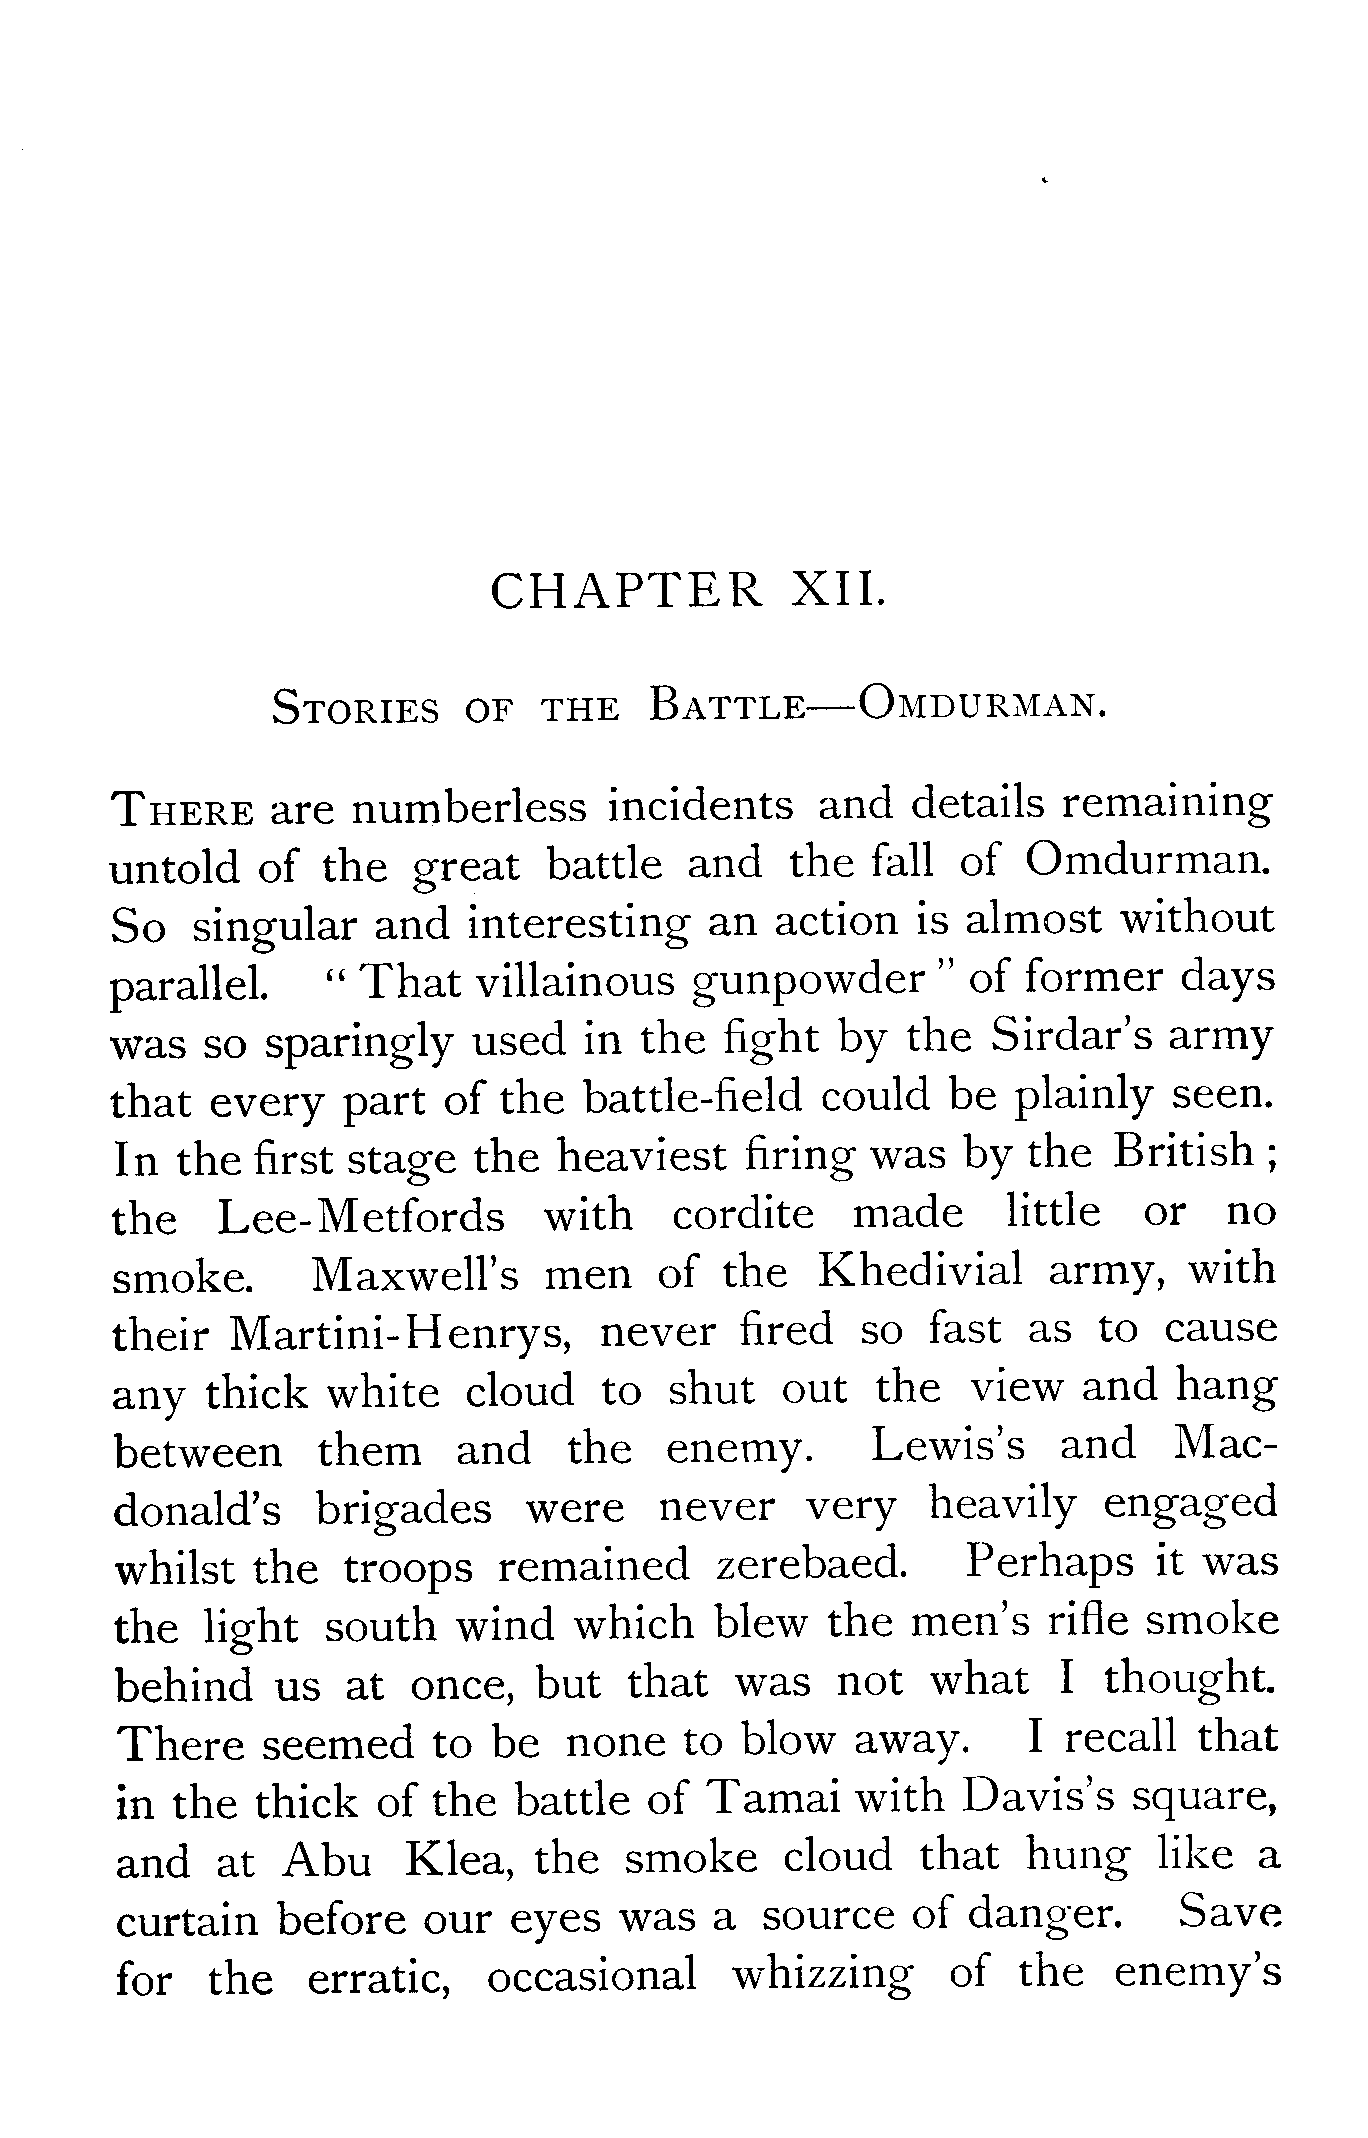 CHAPTER XII.
STORIES OF THE BATTLE—OMDURMAN.
THERE are numberless incidents and details remaining
untold of the great battle and the fall of Omdurman.
So singular and interesting an action is almost without
parallel. “ That villainous gunpowder ” of former days
was so sparingly used in the fight by the Sirdar’s army
that every part of the battle-field could be plainly seen.
In the first stage the heaviest firing was by the British ;
the Lee-Metfords with cordite made little or no
smoke. Maxwell’s men of the Khedivial army, with
their Martini-Henrys, never fired so fast as to cause
any thick white cloud to shut out the view and hang
between them and the enemy. Lewis’s and Mac-
donald’s brigades were never very heavily engaged
whilst the troops remained zerebaed. Perhaps it was
the light south wind which blew the men’s rifle smoke
behind us at once, but that was not what I thought.
There seemed to be none to blow away. I recall that
in the thick of the battle of Tamai with Davis’s square,
and at Abu Klea, the smoke cloud that hung like a
curtain before our eyes was a source of danger. Save
for the erratic, occasional whizzing of the enemy’s